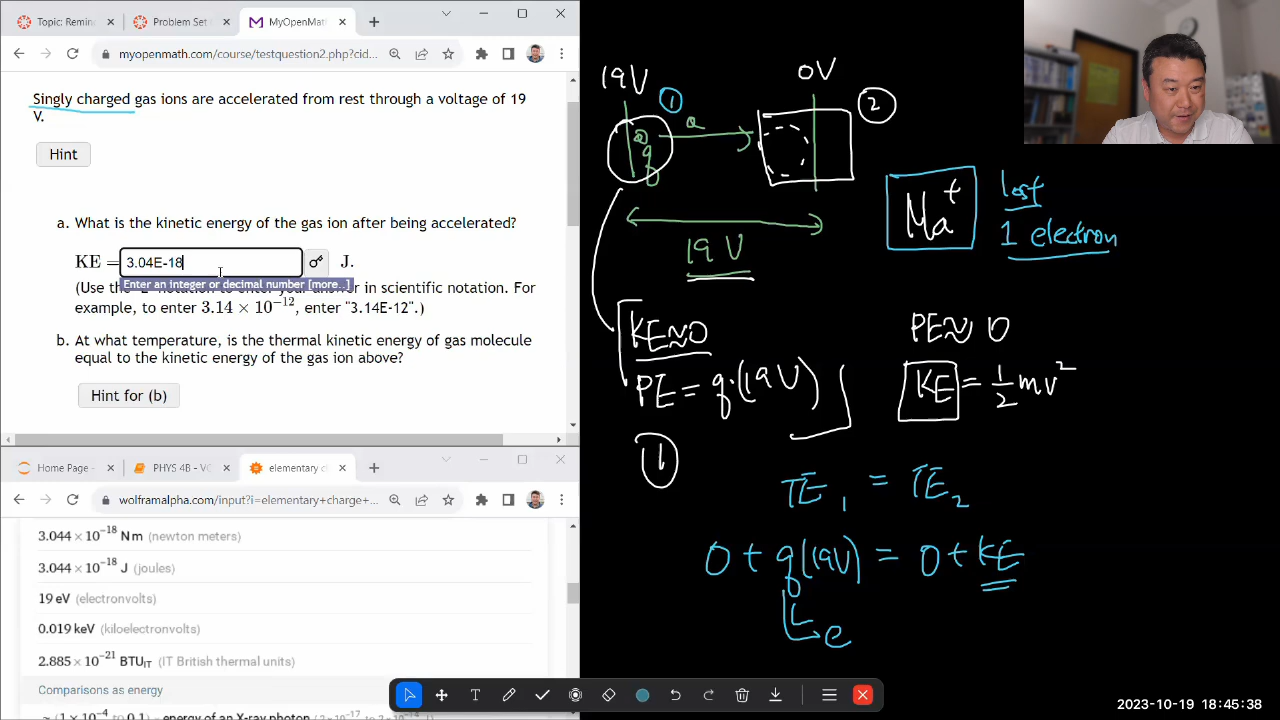 Topic: Remin
Problem Set
MyOpenMath
myopenmath.com/course/testquestion2.php?cid...
Singly charged gas ions are accelerated from rest through a voltage of 19
V.
Hint
a. What is the kinetic energy of the gas ion after being accelerated?
KE = 3.04E-18 J.
Enter an integer or decimal number [more...]
(Use the in scientific notation. For
example, to enter 3.14 × 10⁻¹², enter "3.14E-12".)
b. At what temperature, is the thermal kinetic energy of gas molecule
equal to the kinetic energy of the gas ion above?
Hint for (b)
Home Page -
PHYS 4B - VC
elementary c
wolframalpha.com/input?i=elementary+charge+...
3.044 × 10⁻¹⁸ N m (newton meters)
3.044 × 10⁻¹⁸ J (joules)
19 eV (electronvolts)
0.019 keV (kiloelectronvolts)
2.885 × 10⁻²¹ BTU_IT (IT British thermal units)
Comparisons as energy
19V
0V
1
2
a
q
19 V
Na⁺
lost
1 electron
KE≈0
PE≈0
PE = q·(19V)
KE = 1/2 mv²
1
TE₁ = TE₂
0 + q(19V) = 0 + KE
e
2023-10-19 18:45:38